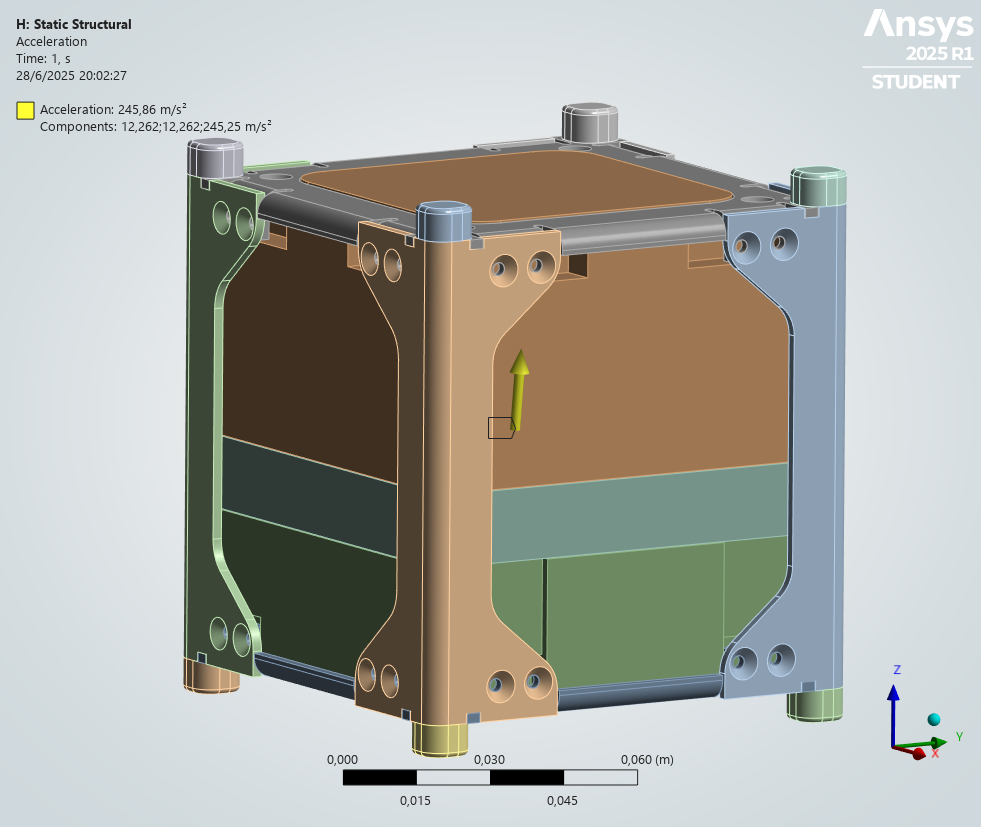 H: Static Structural
Acceleration
Time: 1, s
28/6/2025 20:02:27
Acceleration: 245,86 m/s²
Components: 12,262;12,262;245,25 m/s²
Ansys
2025 R1
STUDENT
Z
Y
X
0,000 0,030 0,060 (m)
0,015 0,045